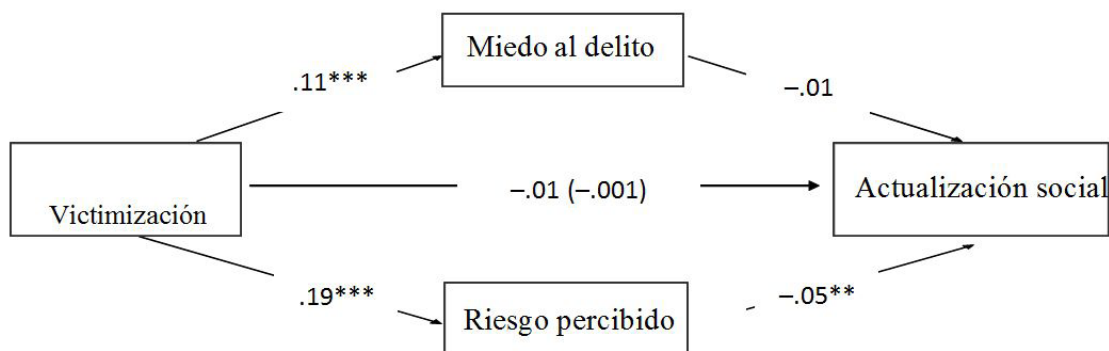 Miedo al delito
.11***
–.01
Victimización
–.01 (–.001)
Actualización social
.19***
–.05**
Riesgo percibido